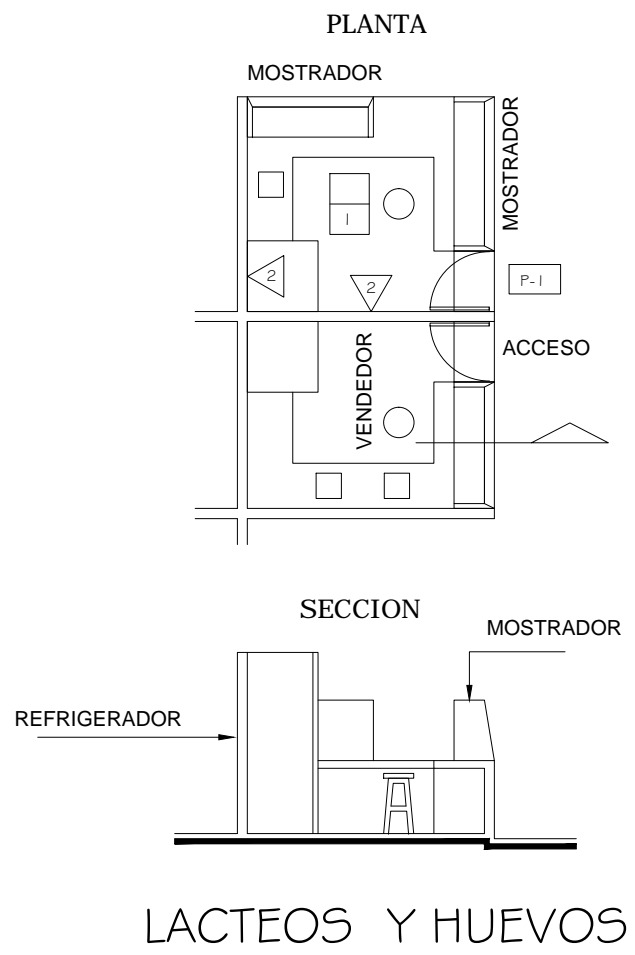 PLANTA
MOSTRADOR
MOSTRADOR
1
2
2
P-1
ACCESO
VENDEDOR
SECCION
MOSTRADOR
REFRIGERADOR
LACTEOS Y HUEVOS